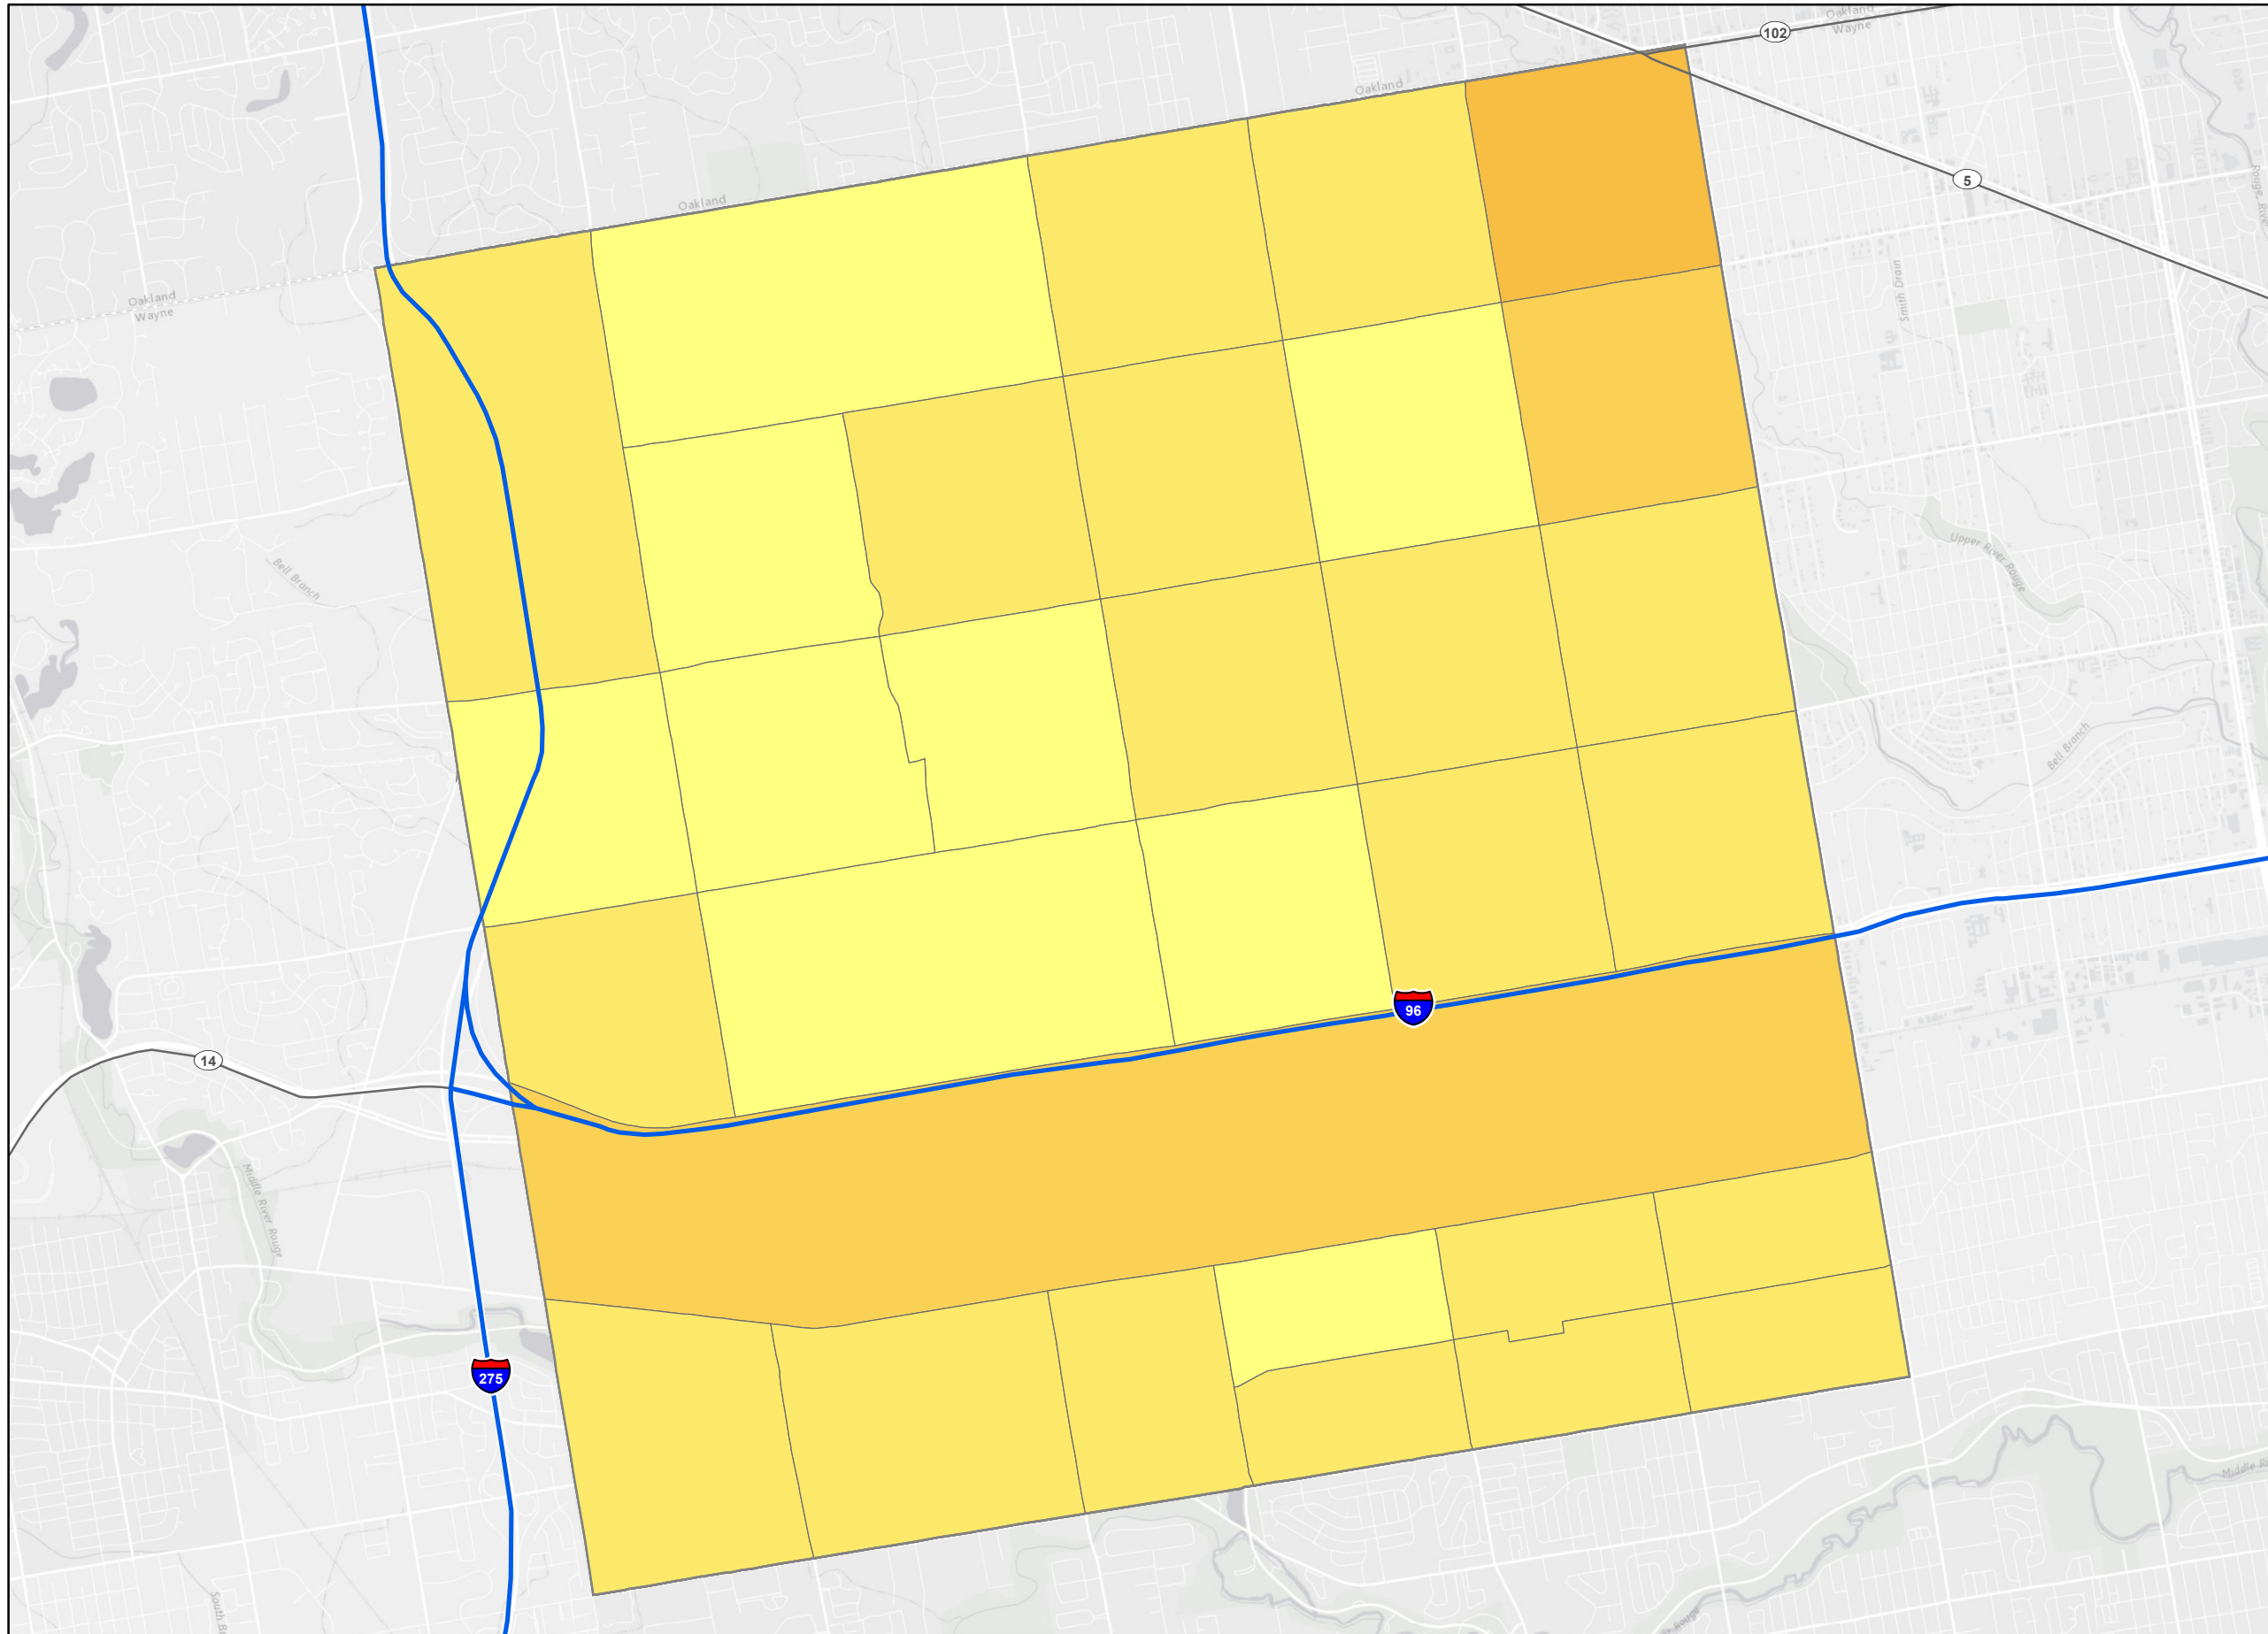 Oakland
Wayne
102
Oakland
5
Oakland
Oakland
Wayne
Smith Drain
Bell Branch
Upper River Rouge
Bell Branch
96
14
Middle River Rouge
275